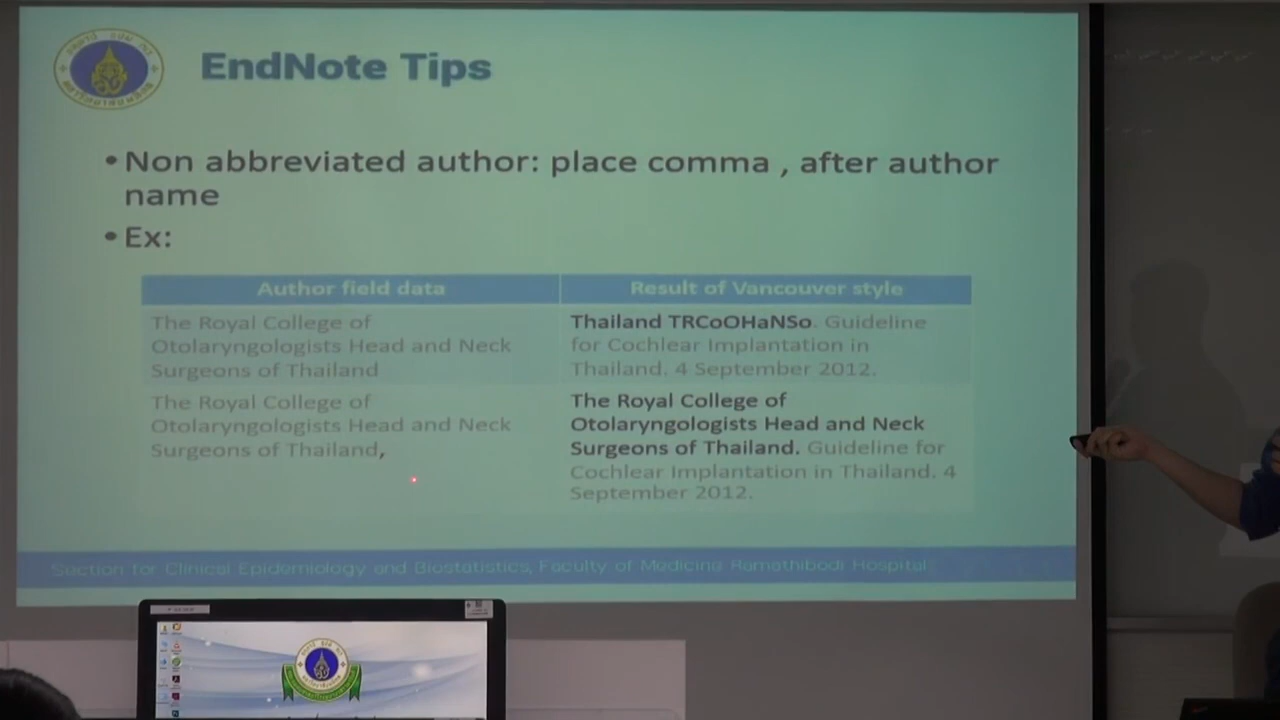 EndNote Tips
• Non abbreviated author: place comma , after author
name
• Ex:
Author field data
Result of Vancouver style
The Royal College of
Otolaryngologists Head and Neck
Surgeons of Thailand
Thailand TRCoOHaNSo. Guideline
for Cochlear Implantation in
Thailand. 4 September 2012.
The Royal College of
Otolaryngologists Head and Neck
Surgeons of Thailand,
The Royal College of
Otolaryngologists Head and Neck
Surgeons of Thailand. Guideline for
Cochlear Implantation in Thailand. 4
September 2012.
Section for Clinical Epidemiology and Biostatistics, Faculty of Medicine Ramathibodi Hospital